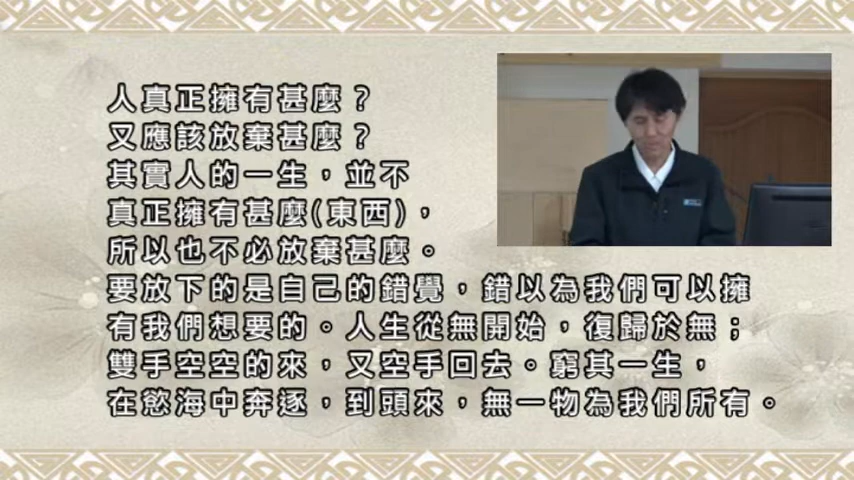 人真正擁有甚麼？
又應該放棄甚麼？
其實人的一生，並不
真正擁有甚麼(東西)，
所以也不必放棄甚麼。
要放下的是自己的錯覺，錯以為我們可以擁
有我們想要的。人生從無開始，復歸於無；
雙手空空的來，又空手回去。窮其一生，
在慾海中奔逐，到頭來，無一物為我們所有。